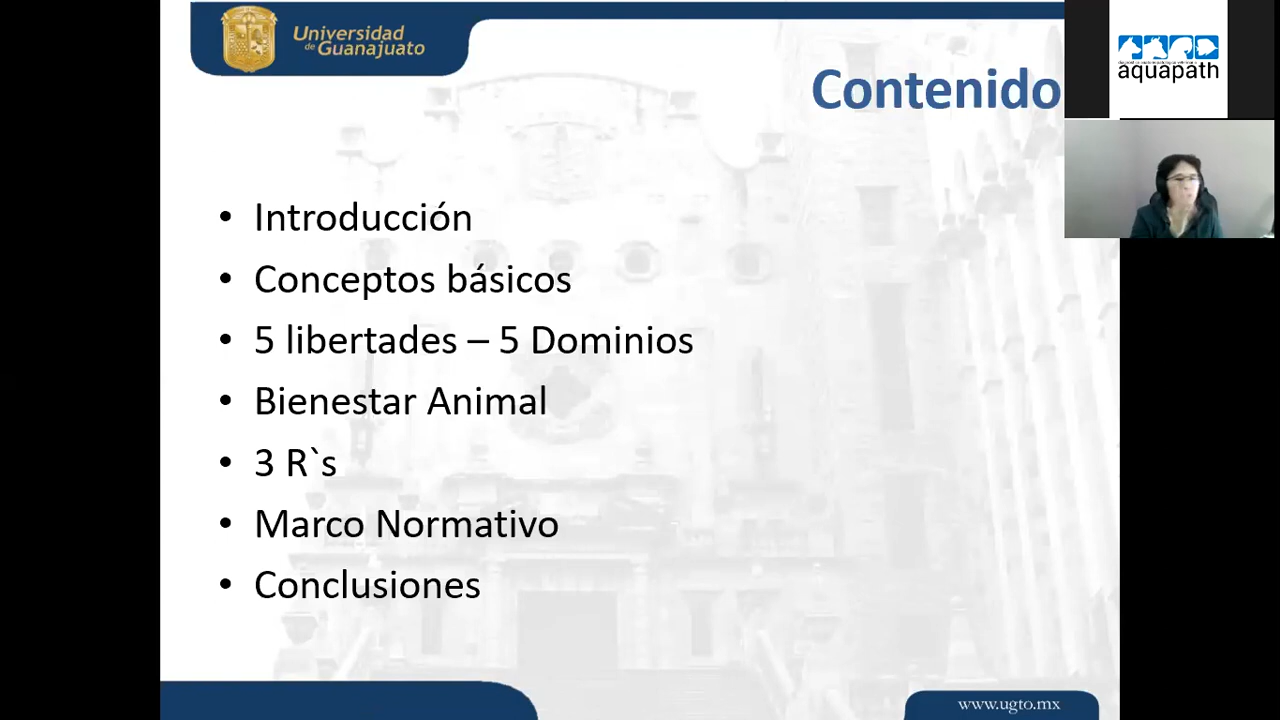 Universidad
de Guanajuato
Contenido
aquapath
• Introducción
• Conceptos básicos
• 5 libertades – 5 Dominios
• Bienestar Animal
• 3 R`s
• Marco Normativo
• Conclusiones
www.ugto.mx